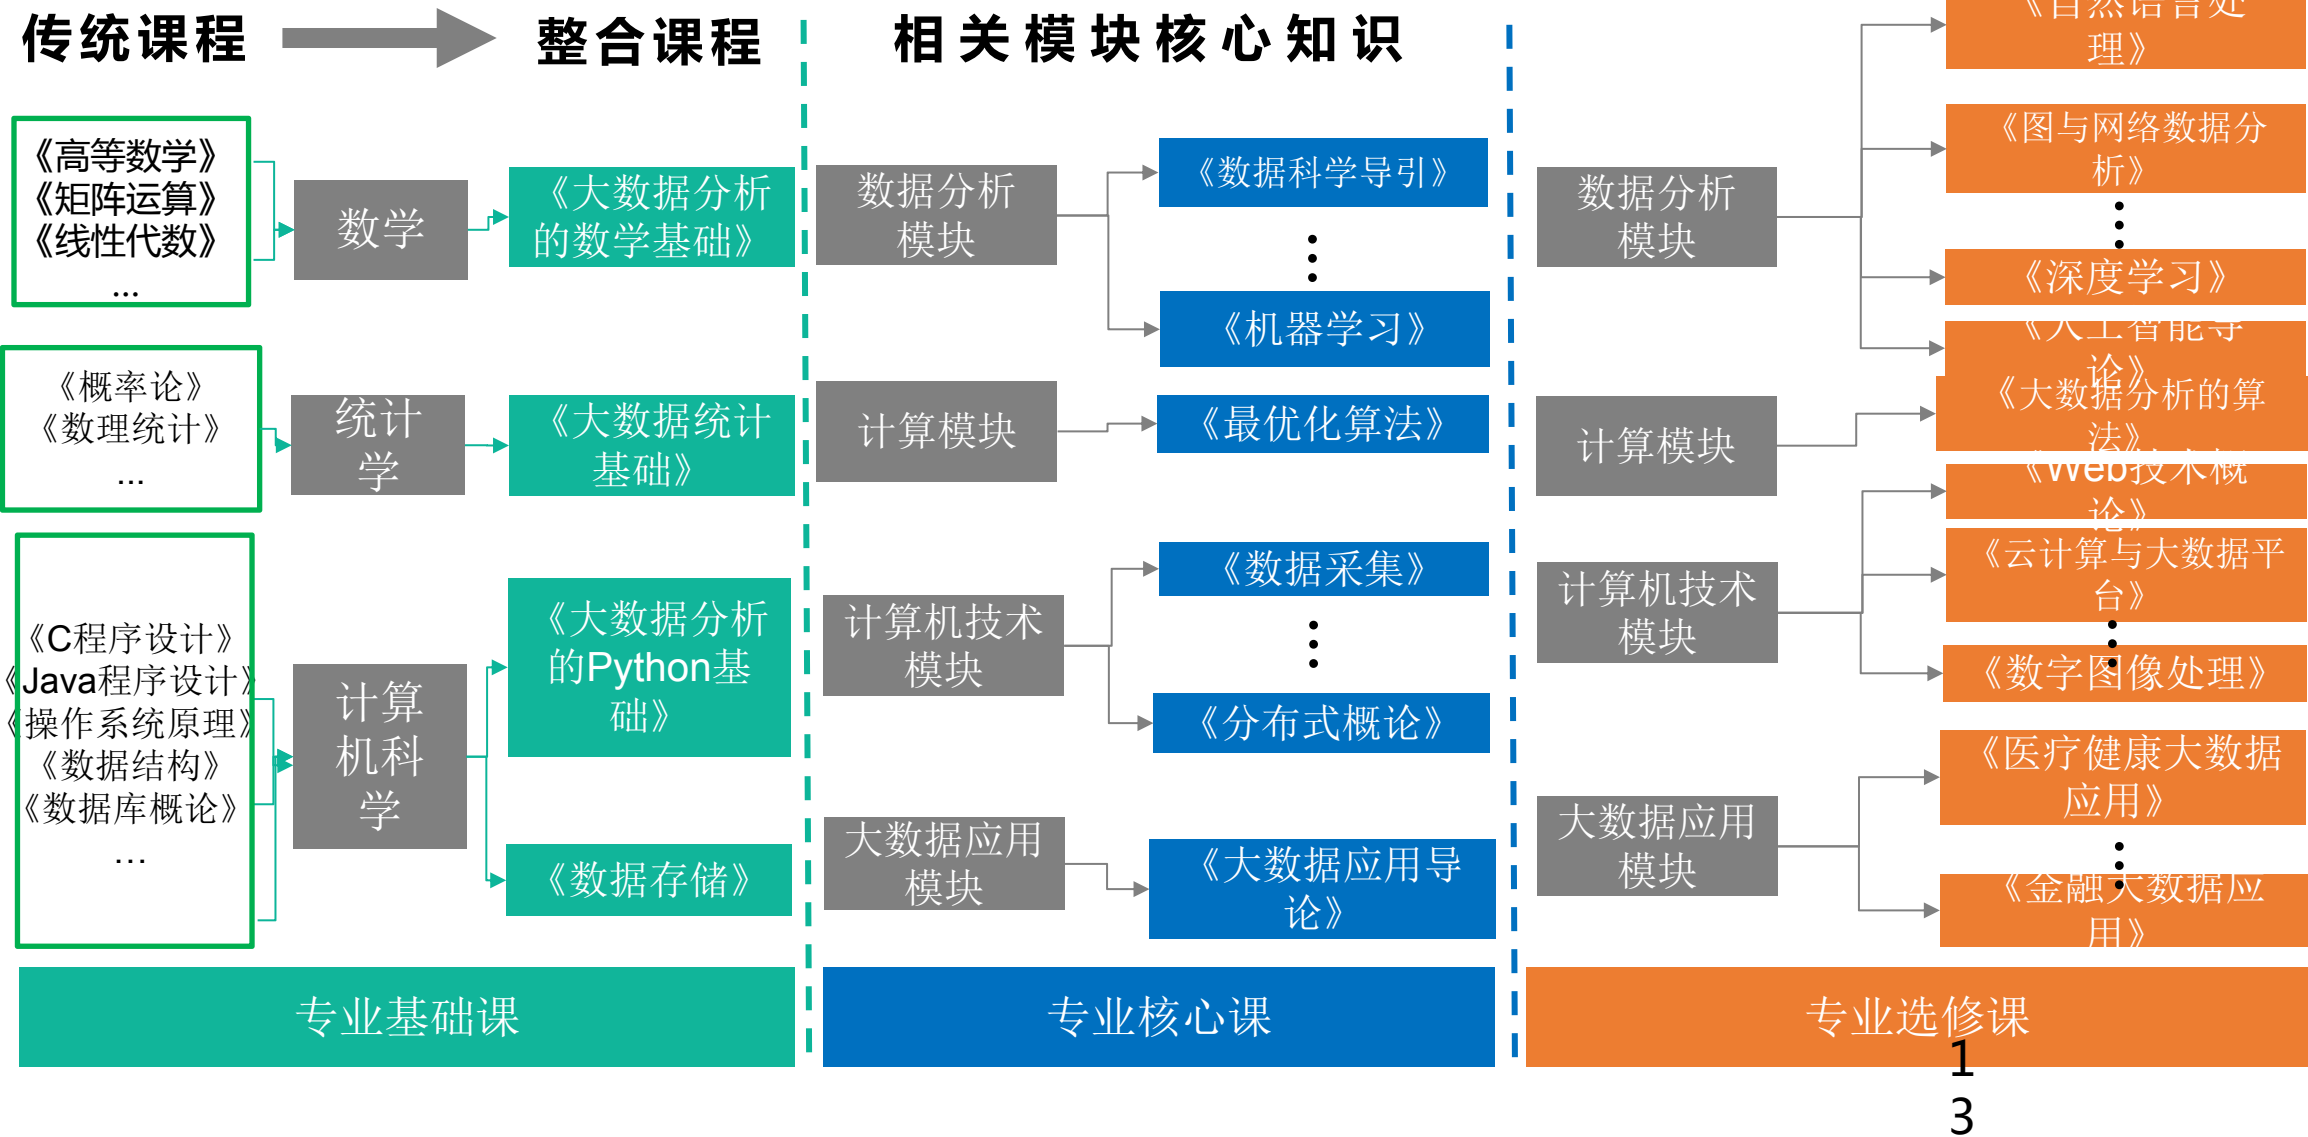 传统课程
整合课程
相关模块核心知识
《高等数学》
《矩阵运算》
《线性代数》
...
数学
《大数据分析
的数学基础》
《概率论》
《数理统计》
...
统计
学
《大数据统计
基础》
《C程序设计》
《Java程序设计》
《操作系统原理》
《数据结构》
《数据库概论》
...
计算
机科
学
《大数据分析
的Python基
础》
《数据存储》
专业基础课
数据分析
模块
《数据科学导引》
《机器学习》
计算模块
《最优化算法》
计算机技术
模块
《数据采集》
《分布式概论》
大数据应用
模块
《大数据应用导
论》
专业核心课
数据分析
模块
《自然语言处
理》
《图与网络数据分
析》
《深度学习》
《人工智能导
论》
计算模块
《大数据分析的算
法》
计算机技术
模块
《Web技术概
论》
《云计算与大数据平
台》
《数字图像处理》
大数据应用
模块
《医疗健康大数据
应用》
《金融大数据应
用》
专业选修课
1
3